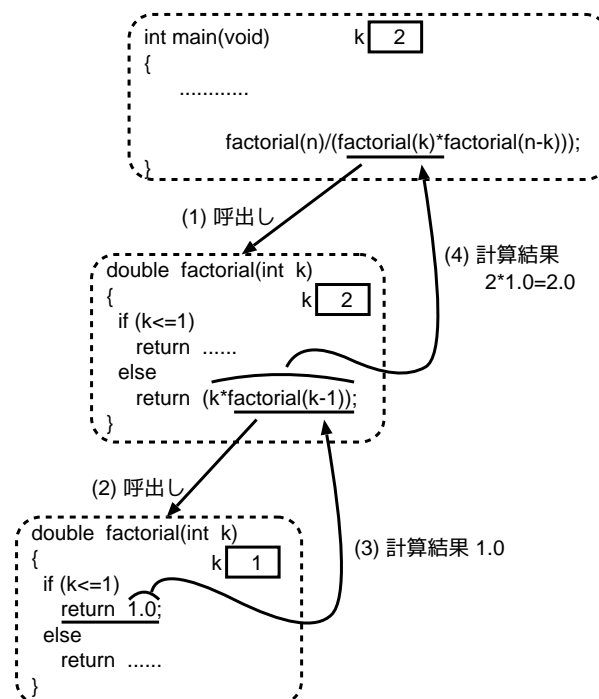 int main(void) k 2
{
............
factorial(n)/(factorial(k)*factorial(n-k)));
}
(1) 呼出し
(4) 計算結果
2*1.0=2.0
double factorial(int k)
{ k 2
if (k<=1)
return ......
else
return (k*factorial(k-1));
}
(2) 呼出し
(3) 計算結果 1.0
double factorial(int k)
{ k 1
if (k<=1)
return 1.0;
else
return ......
}